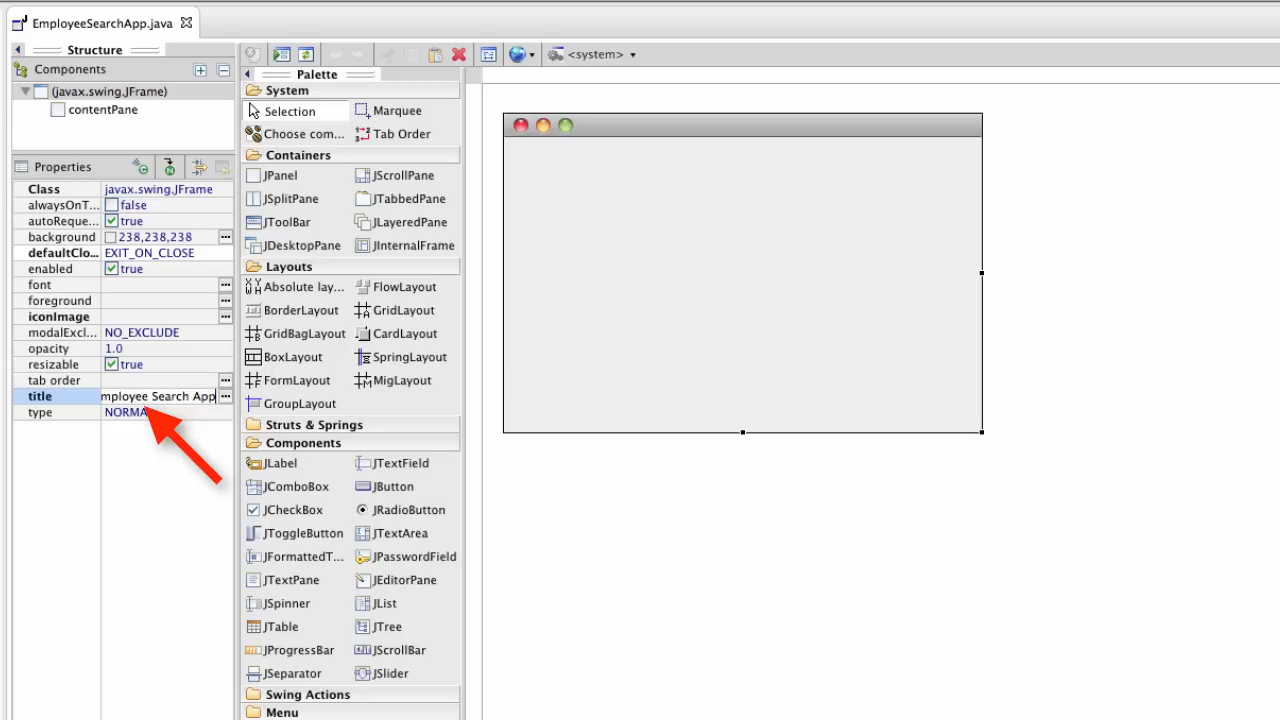 EmployeeSearchApp.java
Structure
Components
(javax.swing.JFrame)
contentPane
Properties
Class javax.swing.JFrame
alwaysOnT... false
autoReque... true
background 238,238,238
defaultClo... EXIT_ON_CLOSE
enabled true
font
foreground
iconImage
modalExcl... NO_EXCLUDE
opacity 1.0
resizable true
tab order
title mployee Search App
type NORMA
<system>
Palette
System
Selection Marquee
Choose com... Tab Order
Containers
JPanel JScrollPane
JSplitPane JTabbedPane
JToolBar JLayeredPane
JDesktopPane JInternalFrame
Layouts
Absolute lay... FlowLayout
BorderLayout GridLayout
GridBagLayout CardLayout
BoxLayout SpringLayout
FormLayout MigLayout
GroupLayout
Struts & Springs
Components
JLabel JTextField
JComboBox JButton
JCheckBox JRadioButton
JToggleButton JTextArea
JFormattedT... JPasswordField
JTextPane JEditorPane
JSpinner JList
JTable JTree
JProgressBar JScrollBar
JSeparator JSlider
Swing Actions
Menu